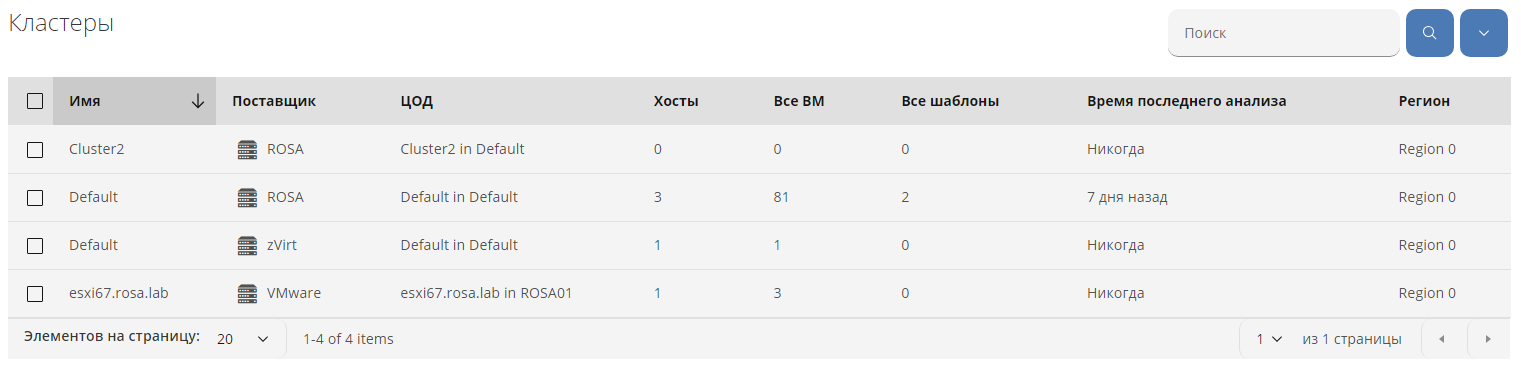 Кластеры
Поиск
Имя Поставщик ЦОД Хосты Все ВМ Все шаблоны Время последнего анализа Регион
Cluster2 ROSA Cluster2 in Default 0 0 0 Никогда Region 0
Default ROSA Default in Default 3 81 2 7 дня назад Region 0
Default zVirt Default in Default 1 1 0 Никогда Region 0
esxi67.rosa.lab VMware esxi67.rosa.lab in ROSA01 1 3 0 Никогда Region 0
Элементов на страницу: 20 1-4 of 4 items 1 из 1 страницы